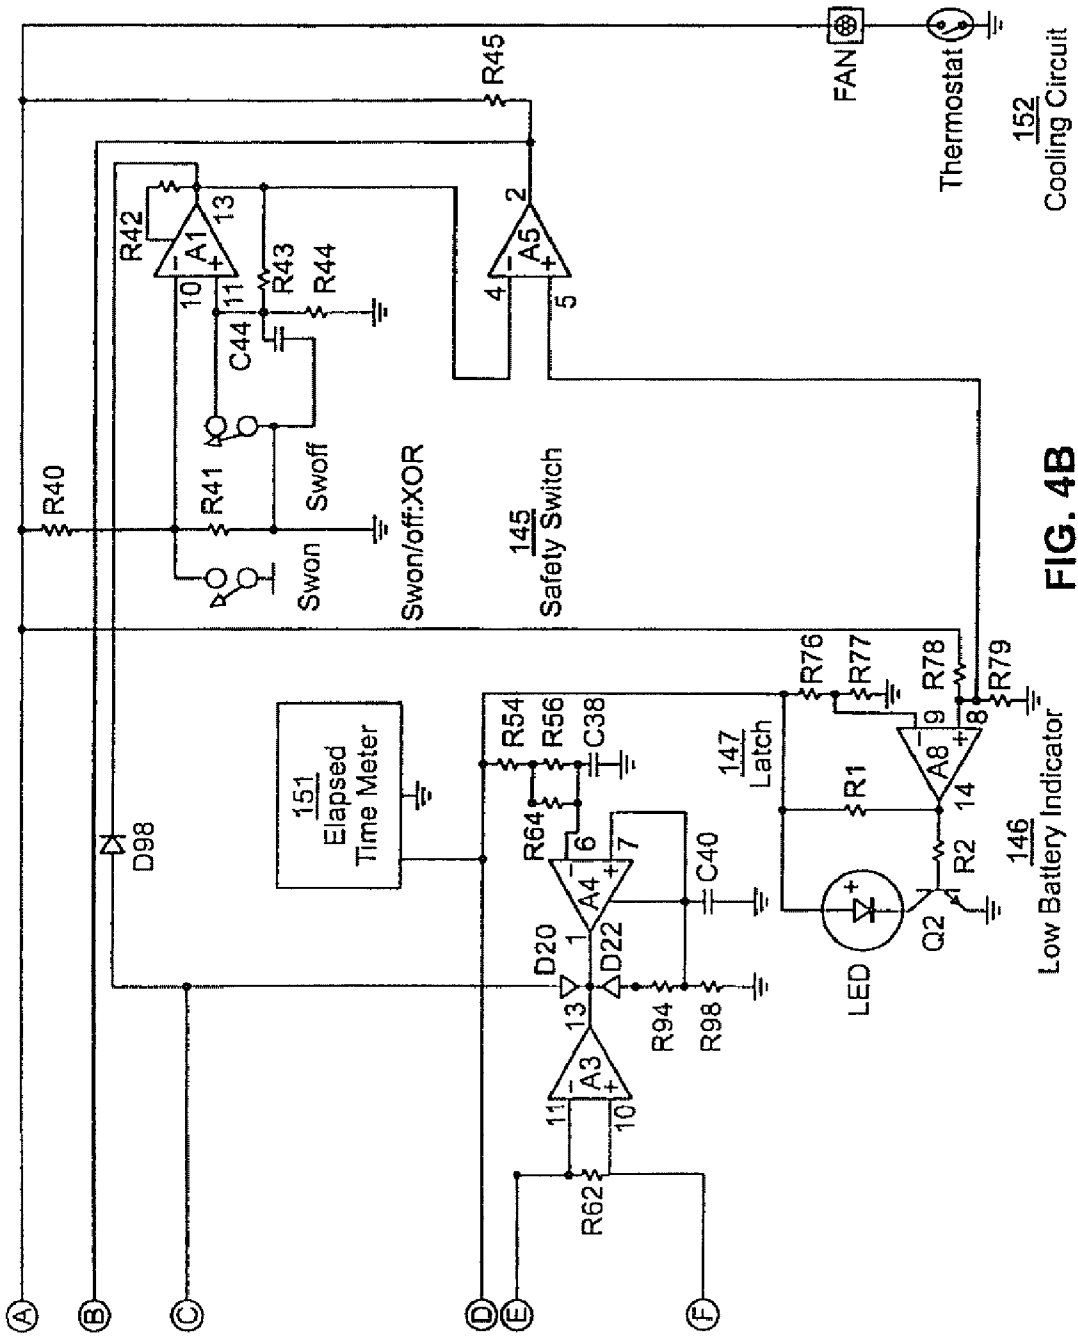 A
B
C
D
E
F
R40
R41
R42
R43
R44
R45
C44
A1
−
+
10
11
13
Swon
Swoff
Swon/off:XOR
145
Safety Switch
A5
−
+
4
5
2
FAN
Thermostat
152
Cooling Circuit
D98
151
Elapsed
Time Meter
R54
R56
R64
C38
A4
−
+
6
7
1
C40
D20
D22
R94
R98
A3
−
+
11
10
13
R62
147
Latch
R76
R77
R78
R79
A8
−
+
9
8
14
R1
R2
Q2
LED
+
146
Low Battery Indicator
FIG. 4B